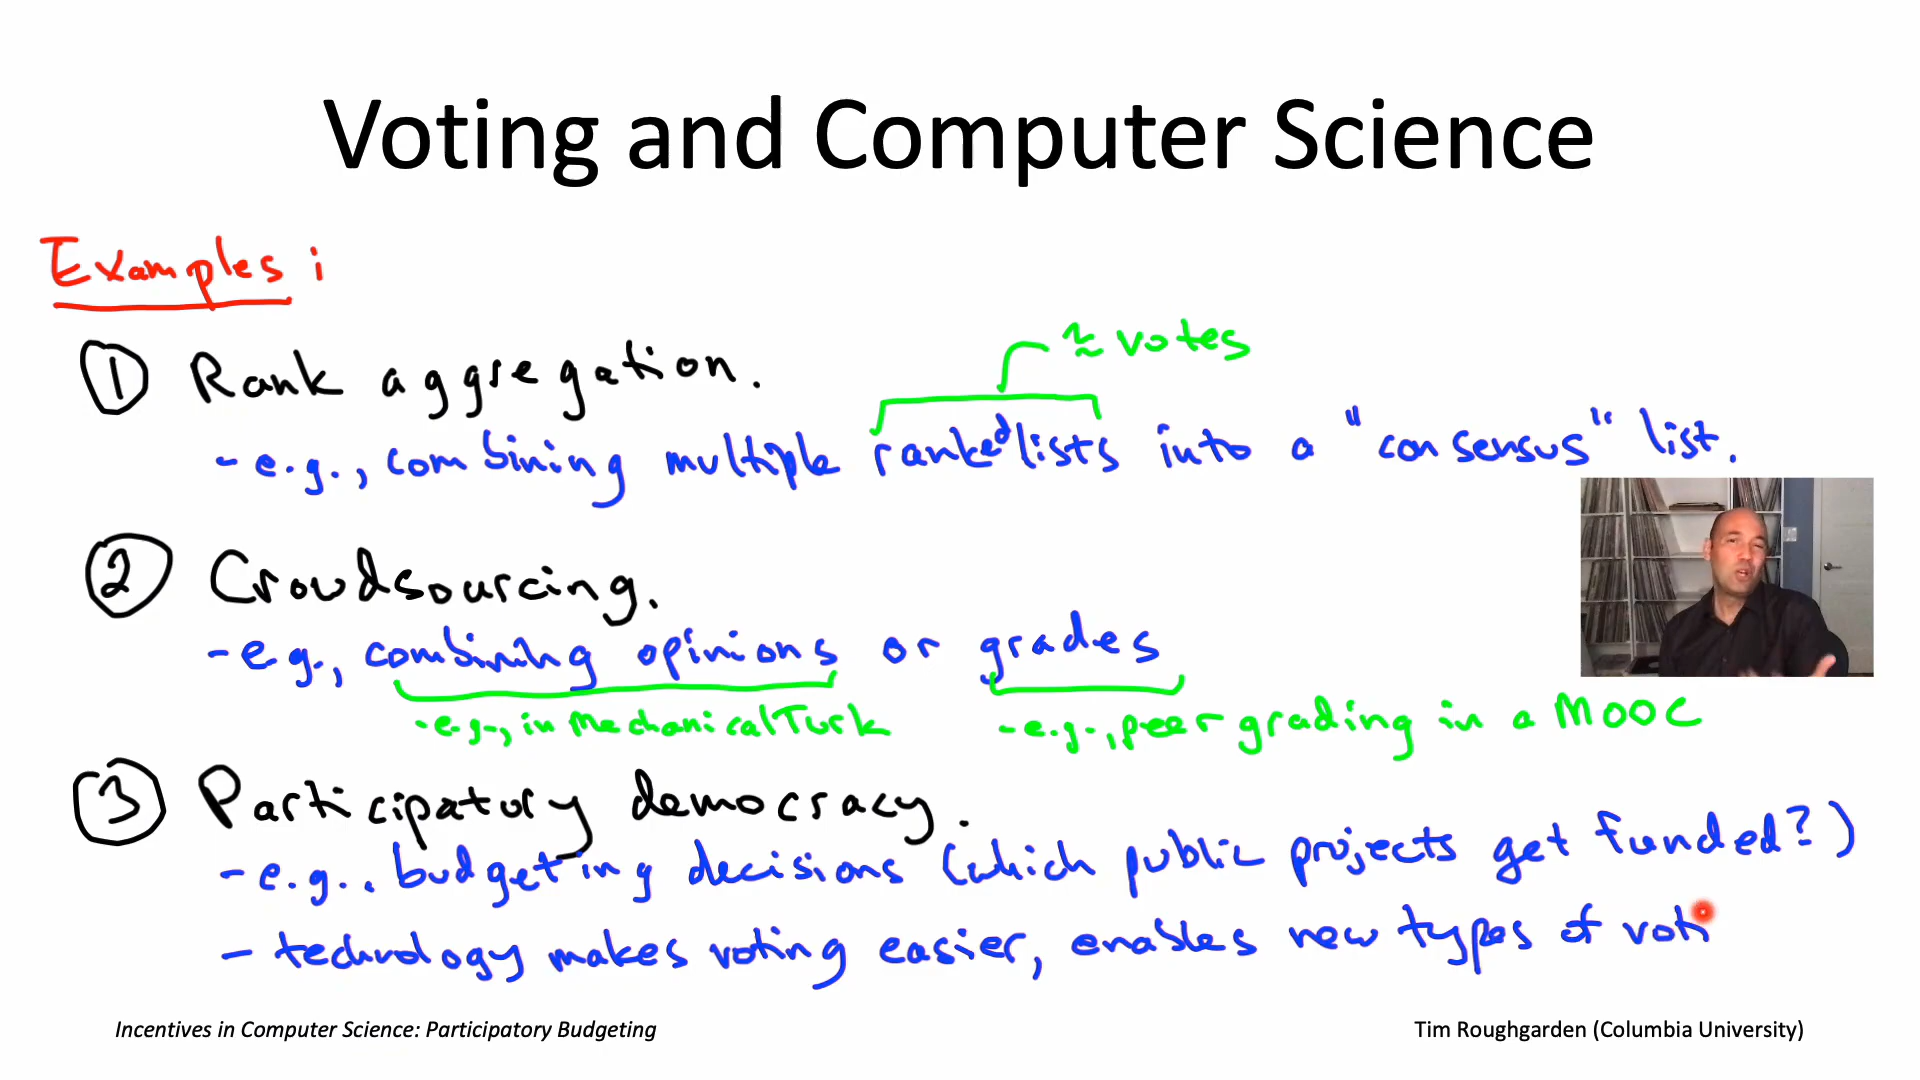 Voting and Computer Science
Examples:
① Rank aggregation.
≈ votes
- e.g., combining multiple ranked lists into a "consensus" list.
② Crowdsourcing.
- e.g., combining opinions or grades
- e.g., in Mechanical Turk - e.g., peer grading in a MOOC
③ Participatory democracy.
- e.g.. budgeting decisions (which public projects get funded?)
- technology makes voting easier, enables new types of voti
Incentives in Computer Science: Participatory Budgeting
Tim Roughgarden (Columbia University)